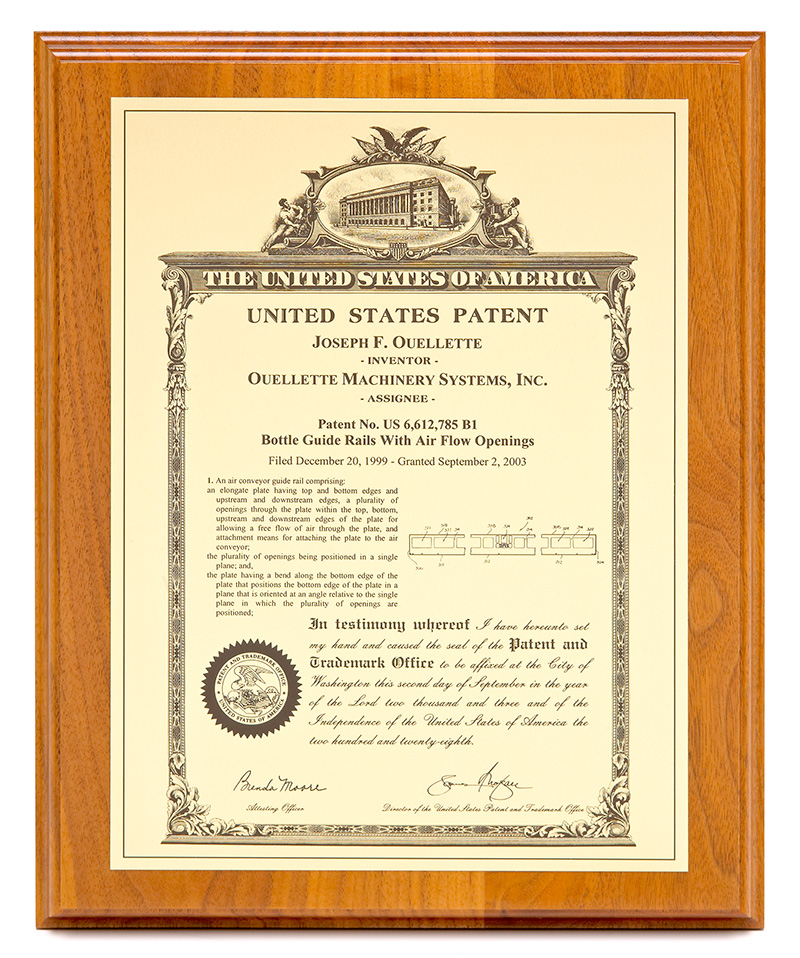 THE UNITED STATES OF AMERICA
UNITED STATES PATENT
JOSEPH F. OUELLETTE
- INVENTOR -
OUELLETTE MACHINERY SYSTEMS, INC.
- ASSIGNEE -
Patent No. US 6,612,785 B1
Bottle Guide Rails With Air Flow Openings
Filed December 20, 1999 - Granted September 2, 2003
1. An air conveyor guide rail comprising:
an elongate plate having top and bottom edges and
upstream and downstream edges, a plurality of
openings through the plate within the top, bottom,
upstream and downstream edges of the plate for
allowing a free flow of air through the plate, and
attachment means for attaching the plate to the air
conveyor;
the plurality of openings being positioned in a single
plane; and,
the plate having a bend along the bottom edge of the
plate that positions the bottom edge of the plate in a
plane that is oriented at an angle relative to the single
plane in which the plurality of openings are
positioned;
In testimony whereof I have hereunto set
my hand and caused the seal of the Patent and
Trademark Office to be affixed at the City of
Washington this second day of September in the year
of the Lord two thousand and three and of the
Independence of the United States of America the
two hundred and twenty-eighth.
PATENT AND TRADEMARK OFFICE
UNITED STATES OF AMERICA
Brenda Moore
Attesting Officer
Director of the United States Patent and Trademark Office